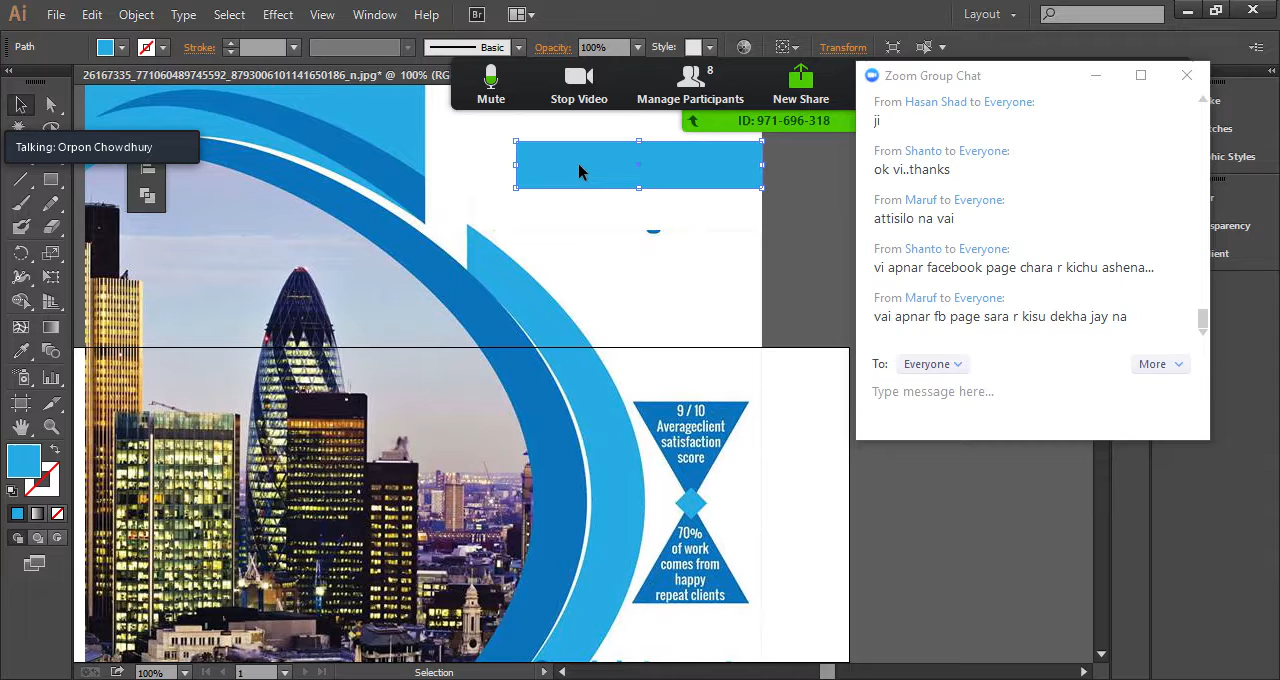 Ai File Edit Object Type Select Effect View Window Help Br Layout
Path Stroke: Basic Opacity: 100% Style: Transform
26167335_771060489745592_8793006101141650186_n.jpg* @ 100% (RG
Mute Stop Video 8 Manage Participants New Share
ID: 971-696-318
Talking: Orpon Chowdhury
Zoom Group Chat
From Hasan Shad to Everyone:
ji
From Shanto to Everyone:
ok vi..thanks
From Maruf to Everyone:
attisilo na vai
From Shanto to Everyone:
vi apnar facebook page chara r kichu ashena...
From Maruf to Everyone:
vai apnar fb page sara r kisu dekha jay na
To: Everyone More
Type message here...
hic Styles
9 / 10
Averageclient
satisfaction
score
70%
of work
comes from
happy
repeat clients
100% 1 Selection